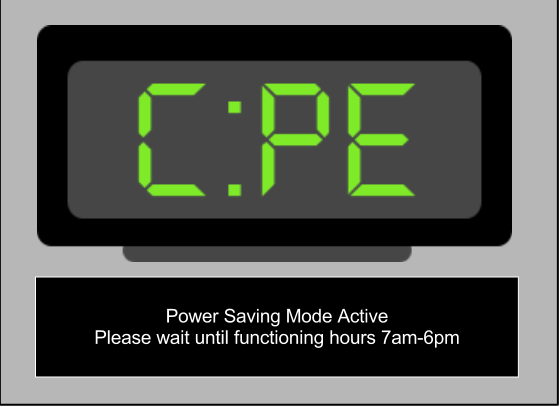 C:PE
Power Saving Mode Active
Please wait until functioning hours 7am-6pm